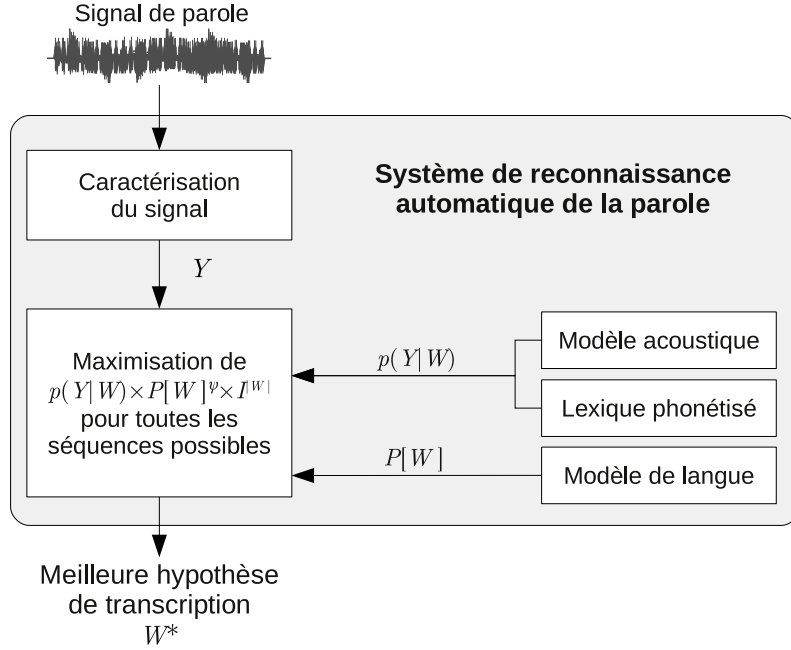 Signal de parole
Caractérisation
du signal
Système de reconnaissance
automatique de la parole
Y
Maximisation de
p(Y|W)×P[W]^ψ×I^|W|
pour toutes les
séquences possibles
p(Y|W)
Modèle acoustique
Lexique phonétisé
P[W]
Modèle de langue
Meilleure hypothèse
de transcription
W*